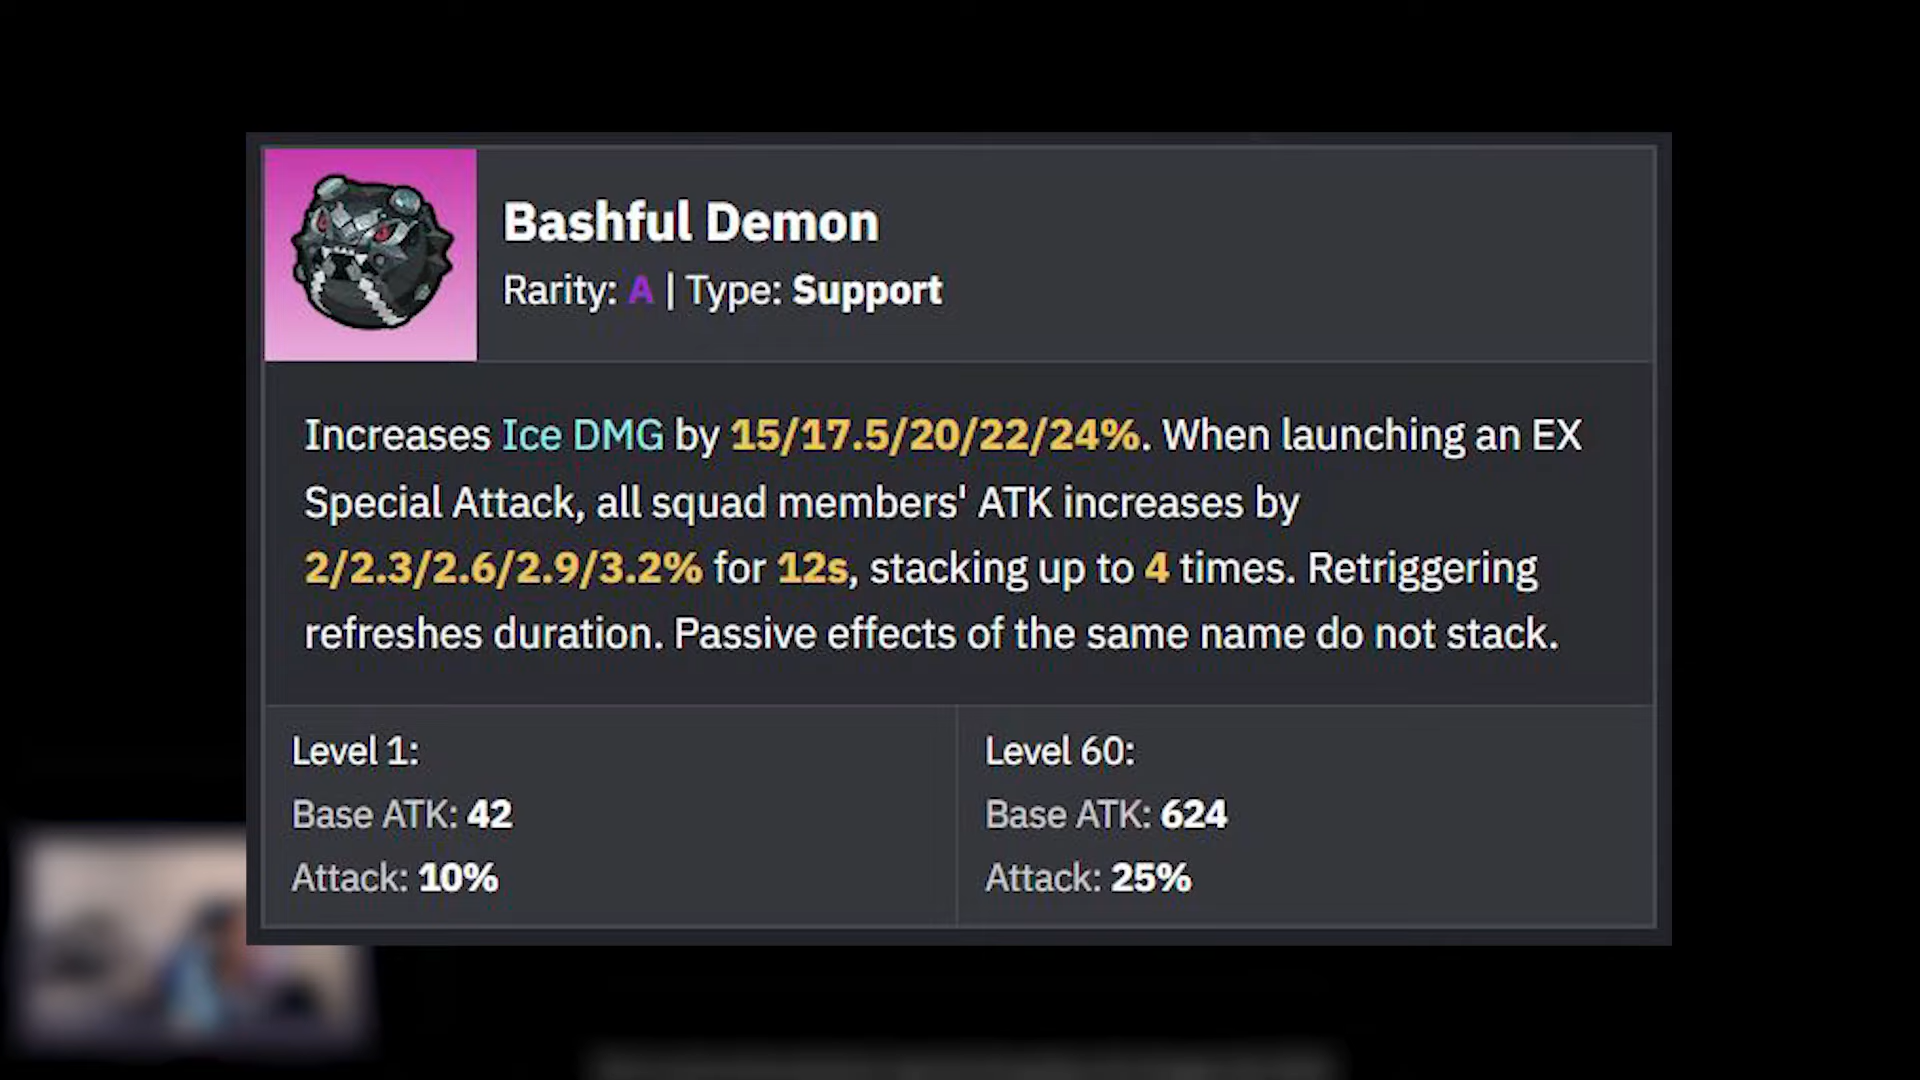 Bashful Demon
Rarity: A | Type: Support
Increases Ice DMG by 15/17.5/20/22/24%. When launching an EX
Special Attack, all squad members' ATK increases by
2/2.3/2.6/2.9/3.2% for 12s, stacking up to 4 times. Retriggering
refreshes duration. Passive effects of the same name do not stack.
Level 1:
Base ATK: 42
Attack: 10%
Level 60:
Base ATK: 624
Attack: 25%